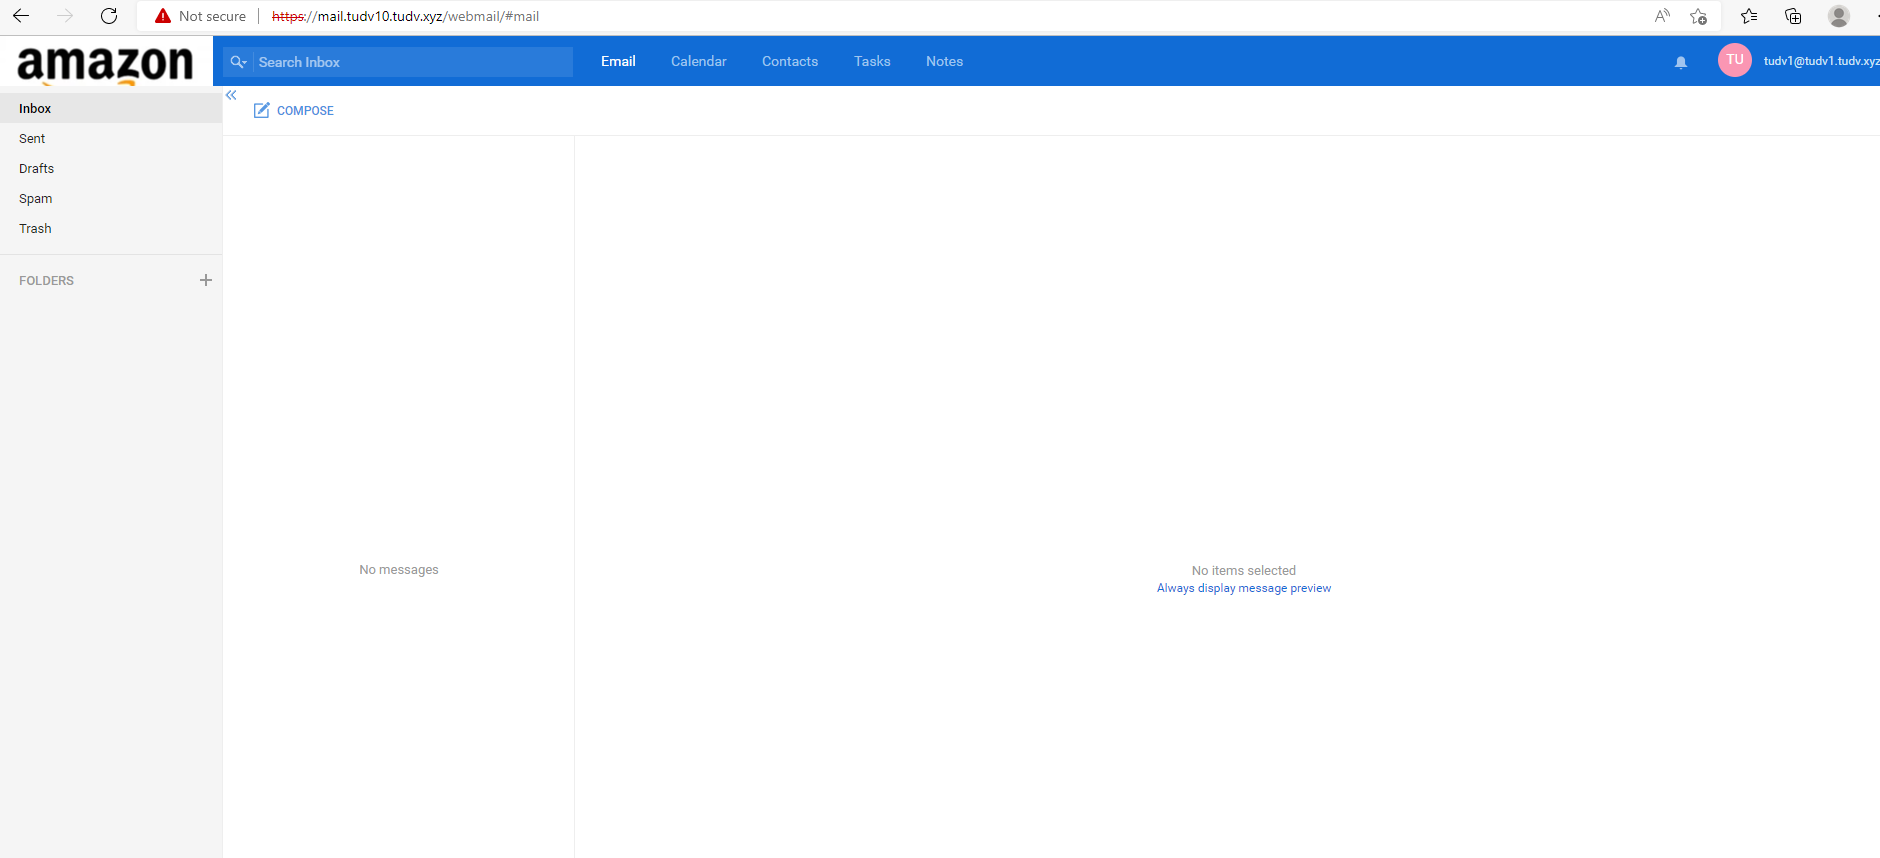 Not secure https://mail.tudv10.tudv.xyz/webmail/#mail
amazon
Search Inbox
Email Calendar Contacts Tasks Notes
TU tudv1@tudv1.tudv.xyz
Inbox
Sent
Drafts
Spam
Trash
FOLDERS
COMPOSE
No messages
No items selected
Always display message preview